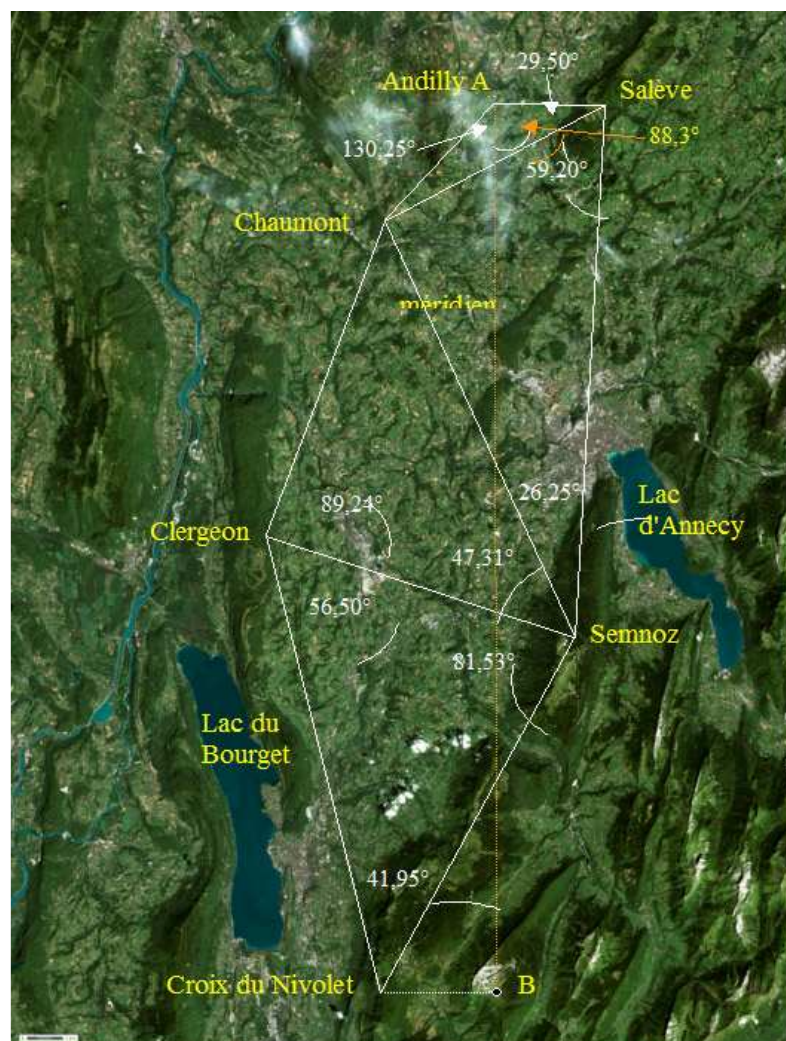 29,50°
Andilly A
Salève
130,25°
88,3°
59,20°
Chaumont
méridien
89,24°
26,25°
Lac
d'Annecy
Clergeon
47,31°
56,50°
Semnoz
81,53°
Lac du
Bourget
41,95°
Croix du Nivolet
B